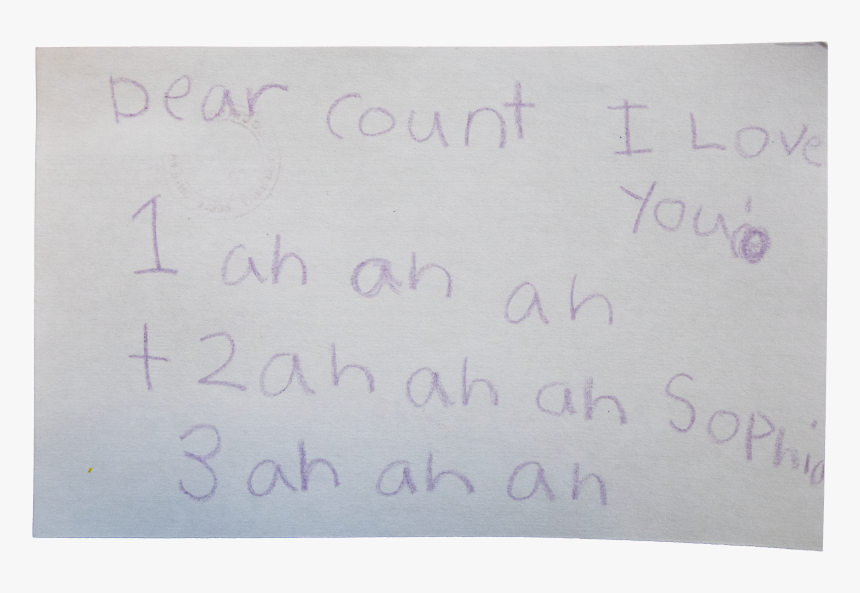 Dear Count I Love
You!
1 ah ah ah
+2 ah ah ah Sophia
3 ah ah ah